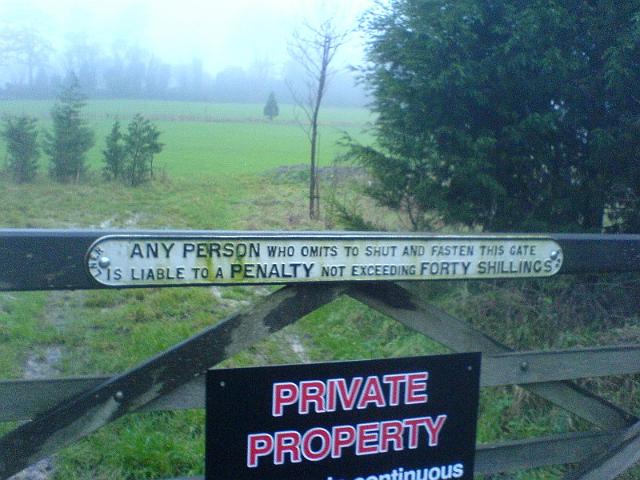 ANY PERSON WHO OMITS TO SHUT AND FASTEN THIS GATE
IS LIABLE TO A PENALTY NOT EXCEEDING FORTY SHILLINGS
PRIVATE
PROPERTY
continuous